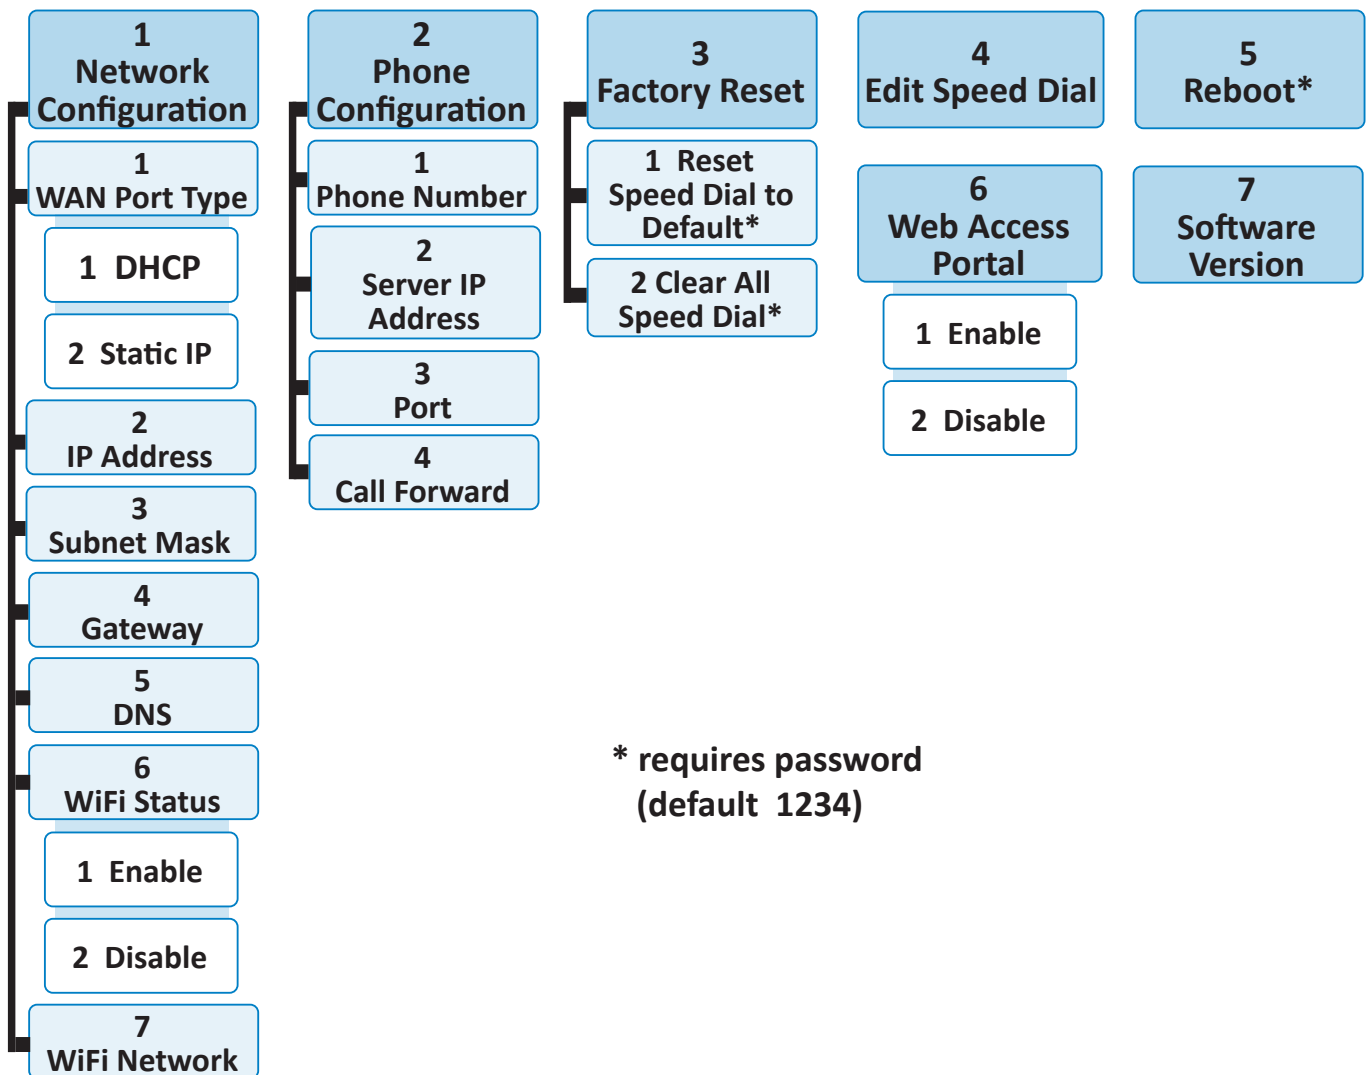 1
Network
Configuration
1
WAN Port Type
1 DHCP
2 Static IP
2
IP Address
3
Subnet Mask
4
Gateway
5
DNS
6
WiFi Status
1 Enable
2 Disable
7
WiFi Network
2
Phone
Configuration
1
Phone Number
2
Server IP
Address
3
Port
4
Call Forward
3
Factory Reset
1 Reset
Speed Dial to
Default*
2 Clear All
Speed Dial*
4
Edit Speed Dial
5
Reboot*
6
Web Access
Portal
1 Enable
2 Disable
7
Software
Version
* requires password
(default 1234)